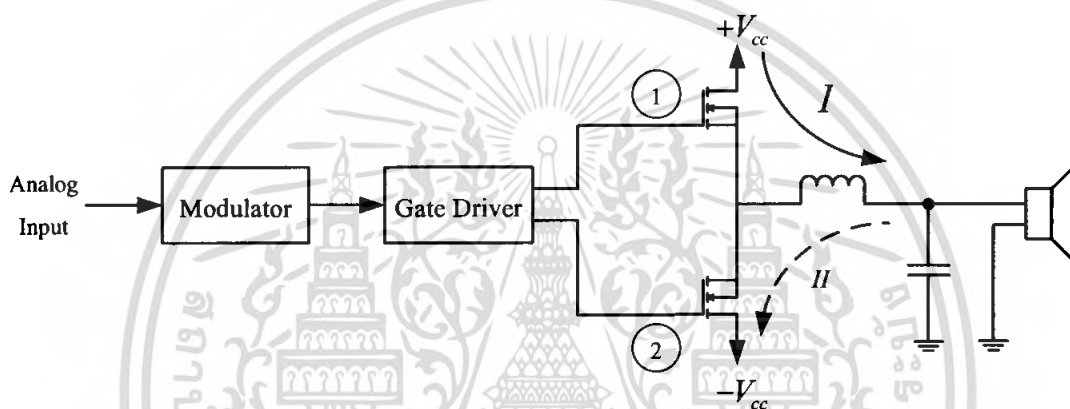 +Vcc
1
I
Analog
Input
Modulator
Gate Driver
II
2
-Vcc